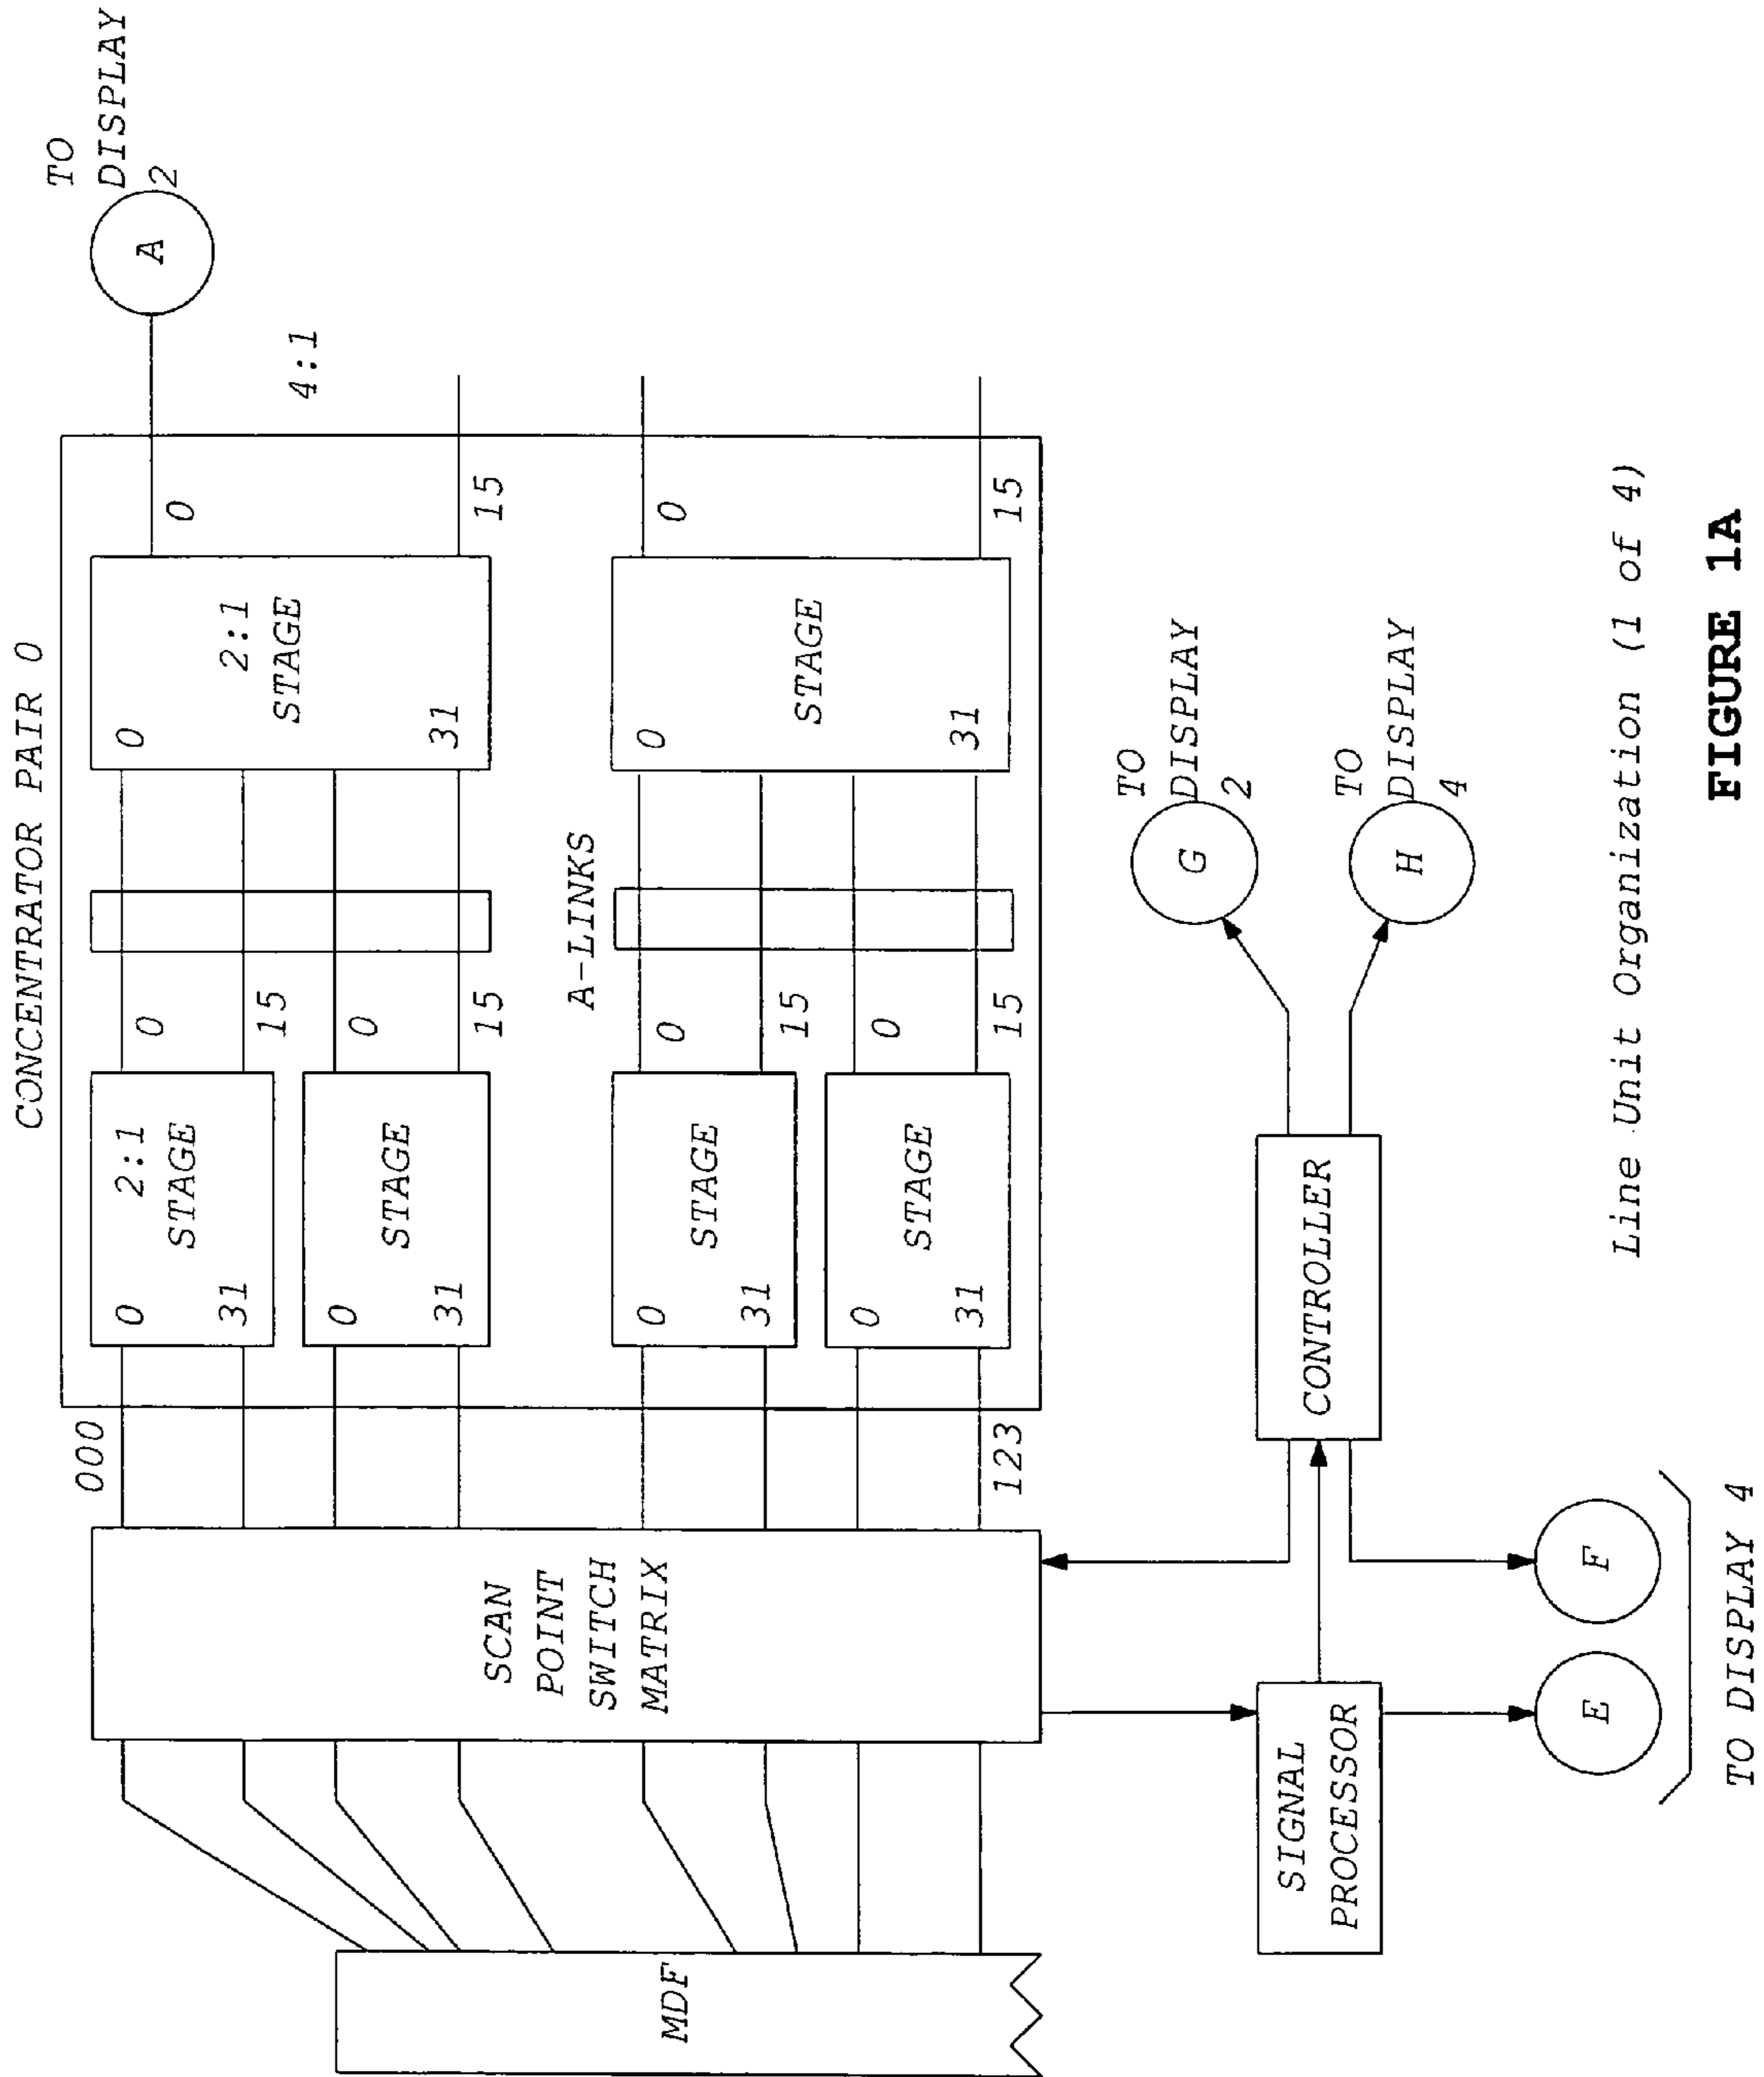 CONCENTRATOR PAIR 0
TO
DISPLAY
2
A
4:1
000
0
2:1
STAGE
31
0
15
0
2:1
STAGE
31
0
15
0
STAGE
31
0
15
A-LINKS
0
STAGE
31
0
15
0
STAGE
31
0
15
0
STAGE
31
0
15
123
MDF
SCAN
POINT
SWITCH
MATRIX
SIGNAL
PROCESSOR
CONTROLLER
TO
DISPLAY
2
G
TO
DISPLAY
4
H
E
F
TO DISPLAY 4
Line Unit Organization (1 of 4)
FIGURE 1A